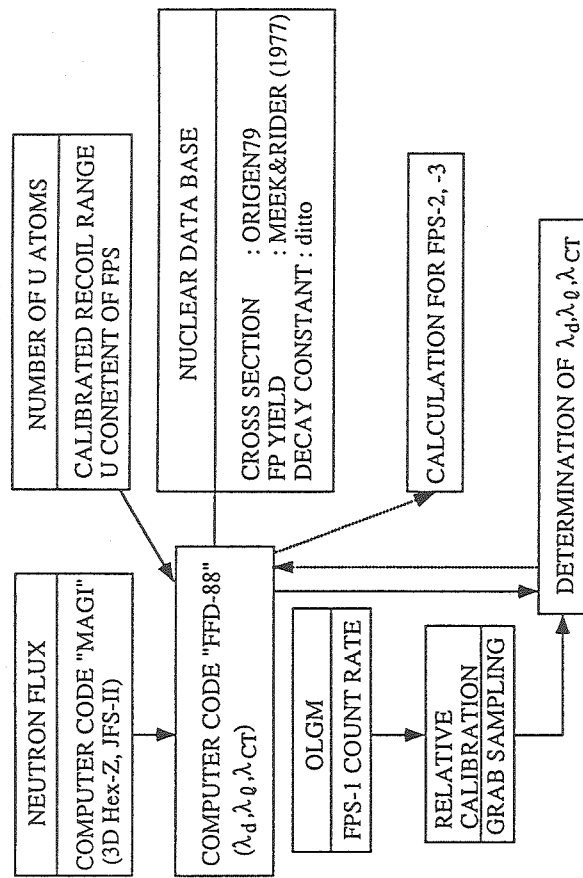 NEUTRON FLUX
COMPUTER CODE "MAGI"
(3D Hex-Z, JFS-II)
NUMBER OF U ATOMS
CALIBRATED RECOIL RANGE
U CONETENT OF FPS
COMPUTER CODE "FFD-88"
(λd,λℓ,λCT)
NUCLEAR DATA BASE
CROSS SECTION : ORIGEN79
FP YIELD : MEEK&RIDER (1977)
DECAY CONSTANT : ditto
OLGM
FPS-1 COUNT RATE
CALCULATION FOR FPS-2, -3
RELATIVE
CALIBRATION
GRAB SAMPLING
DETERMINATION OF λd,λℓ,λCT